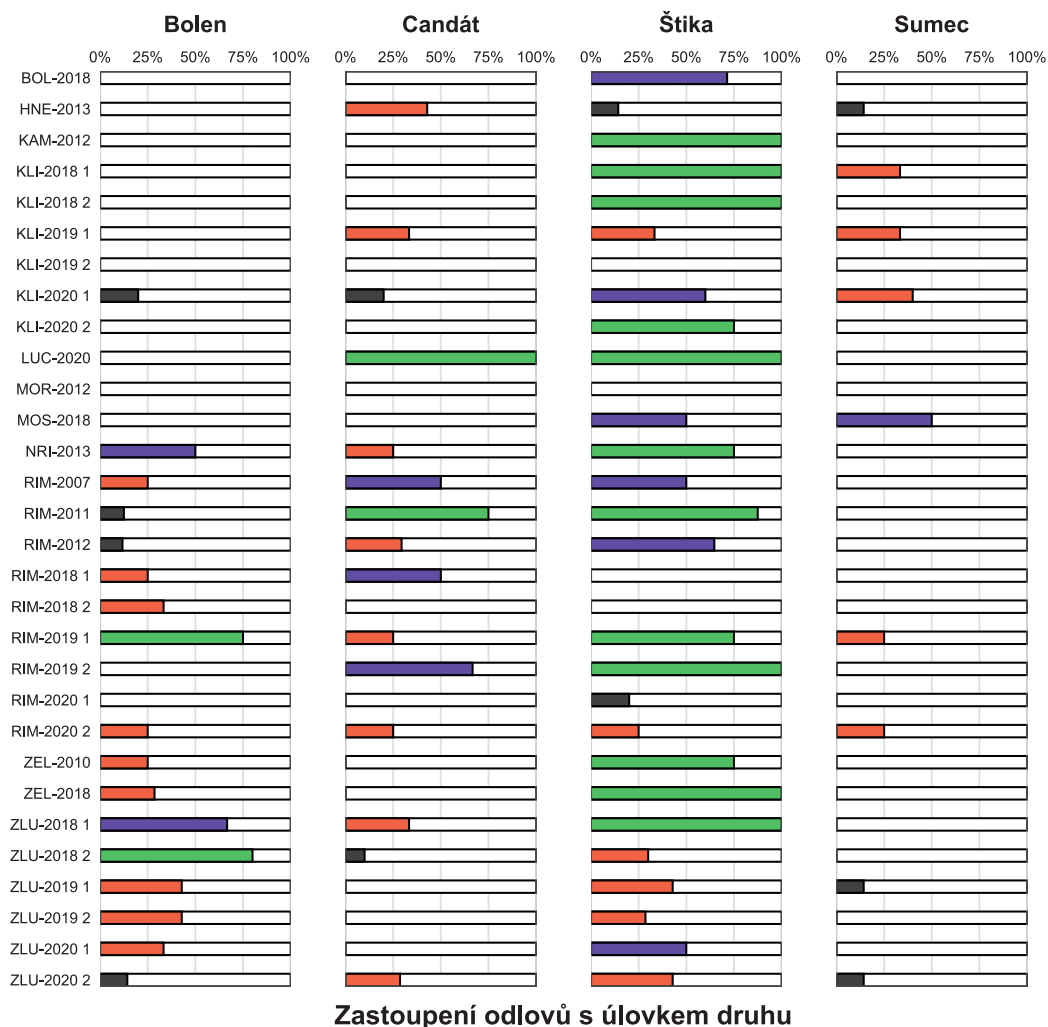 Bolen Candát Štika Sumec
0% 25% 50% 75% 100% 0% 25% 50% 75% 100% 0% 25% 50% 75% 100% 0% 25% 50% 75% 100%
BOL-2018
HNE-2013
KAM-2012
KLI-2018 1
KLI-2018 2
KLI-2019 1
KLI-2019 2
KLI-2020 1
KLI-2020 2
LUC-2020
MOR-2012
MOS-2018
NRI-2013
RIM-2007
RIM-2011
RIM-2012
RIM-2018 1
RIM-2018 2
RIM-2019 1
RIM-2019 2
RIM-2020 1
RIM-2020 2
ZEL-2010
ZEL-2018
ZLU-2018 1
ZLU-2018 2
ZLU-2019 1
ZLU-2019 2
ZLU-2020 1
ZLU-2020 2
Zastoupení odlovů s úlovkem druhu